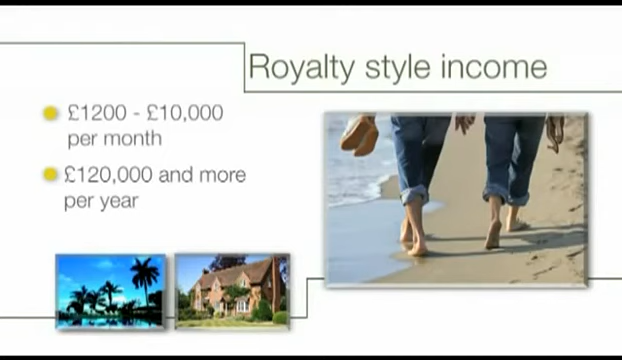 Royalty style income
£1200 - £10,000
per month
£120,000 and more
per year